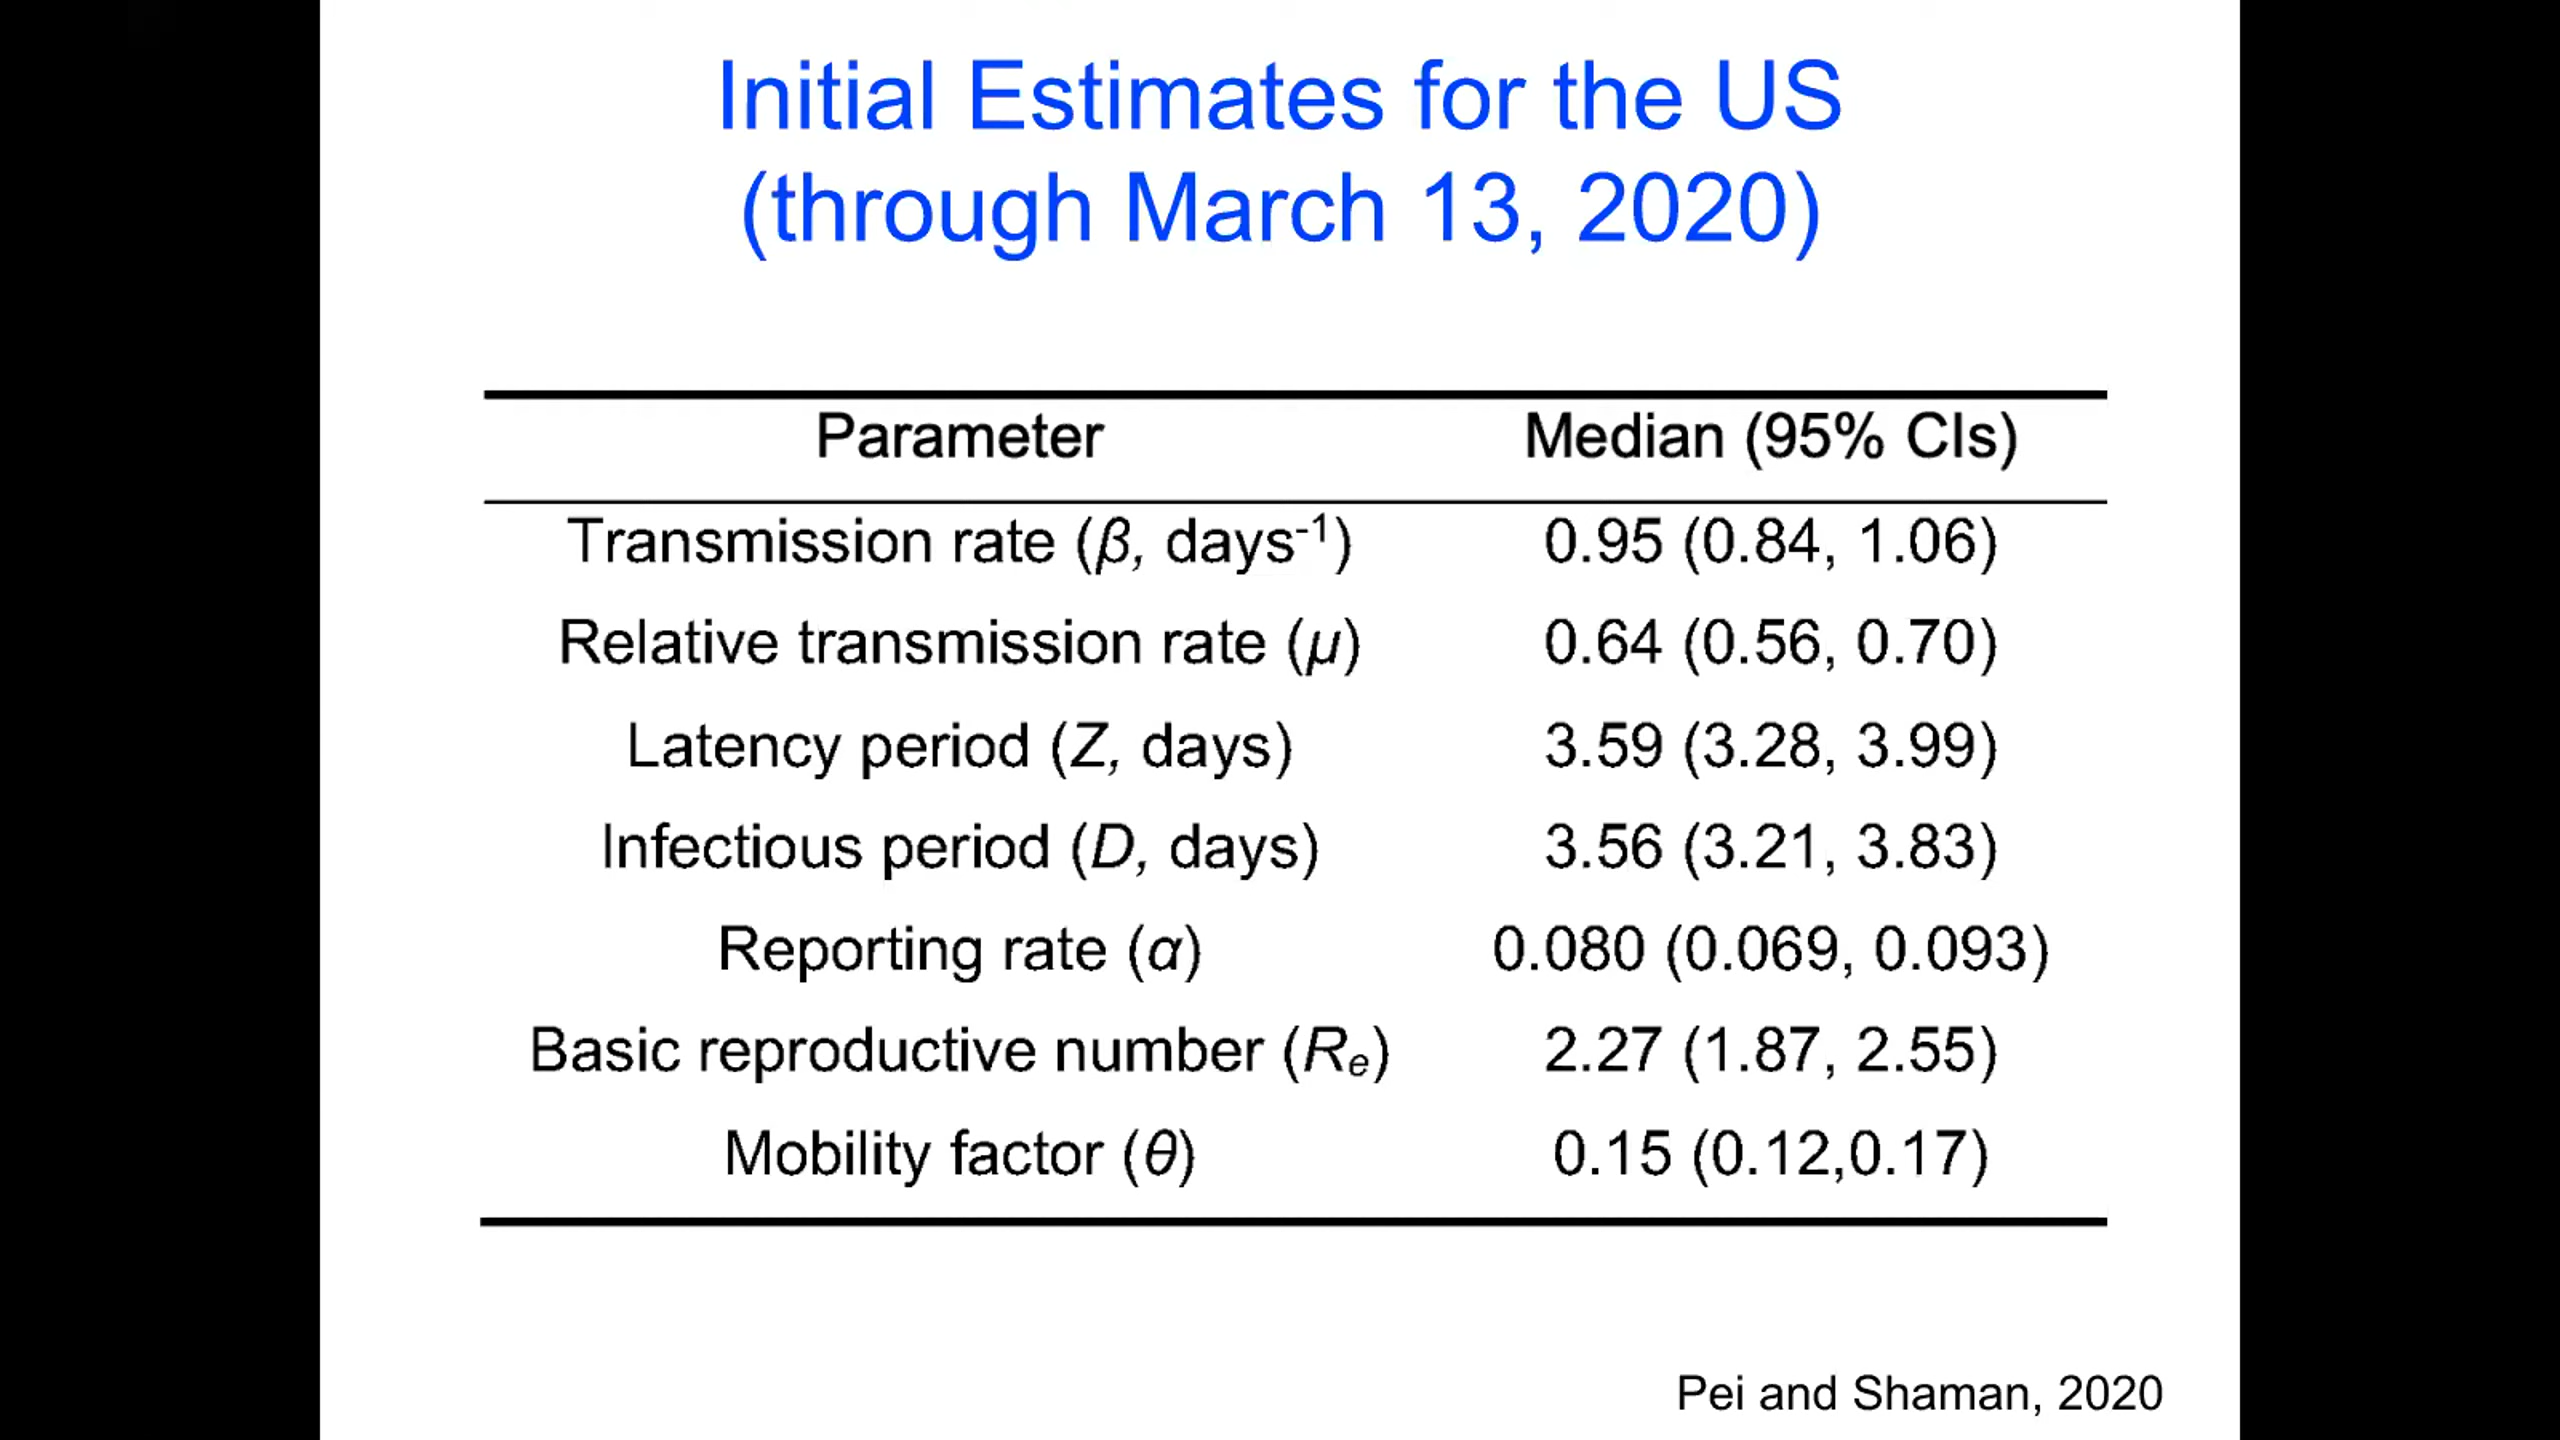 Initial Estimates for the US
(through March 13, 2020)
Parameter Median (95% CIs)
Transmission rate (β, days⁻¹) 0.95 (0.84, 1.06)
Relative transmission rate (μ) 0.64 (0.56, 0.70)
Latency period (Z, days) 3.59 (3.28, 3.99)
Infectious period (D, days) 3.56 (3.21, 3.83)
Reporting rate (α) 0.080 (0.069, 0.093)
Basic reproductive number (Rₑ) 2.27 (1.87, 2.55)
Mobility factor (θ) 0.15 (0.12,0.17)
Pei and Shaman, 2020